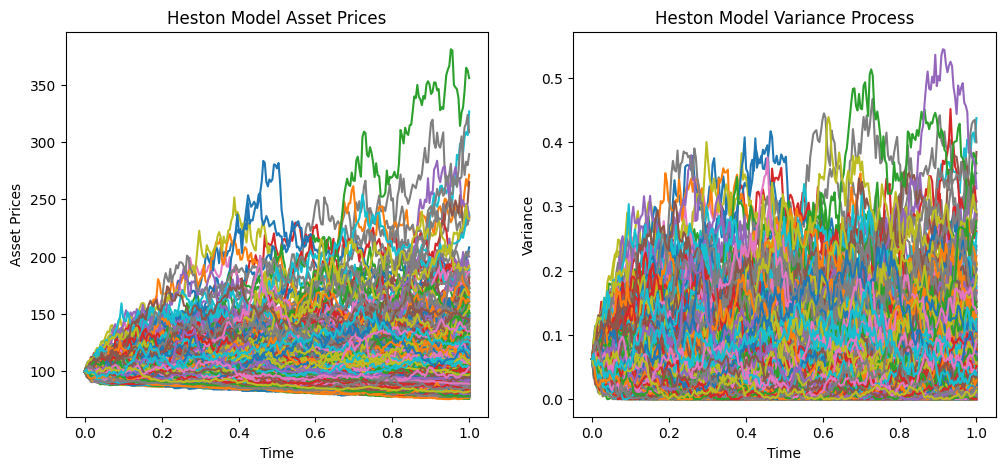 Heston Model Asset Prices
Asset Prices
350
300
250
200
150
100
0.0 0.2 0.4 0.6 0.8 1.0
Time
Heston Model Variance Process
Variance
0.5
0.4
0.3
0.2
0.1
0.0
0.0 0.2 0.4 0.6 0.8 1.0
Time